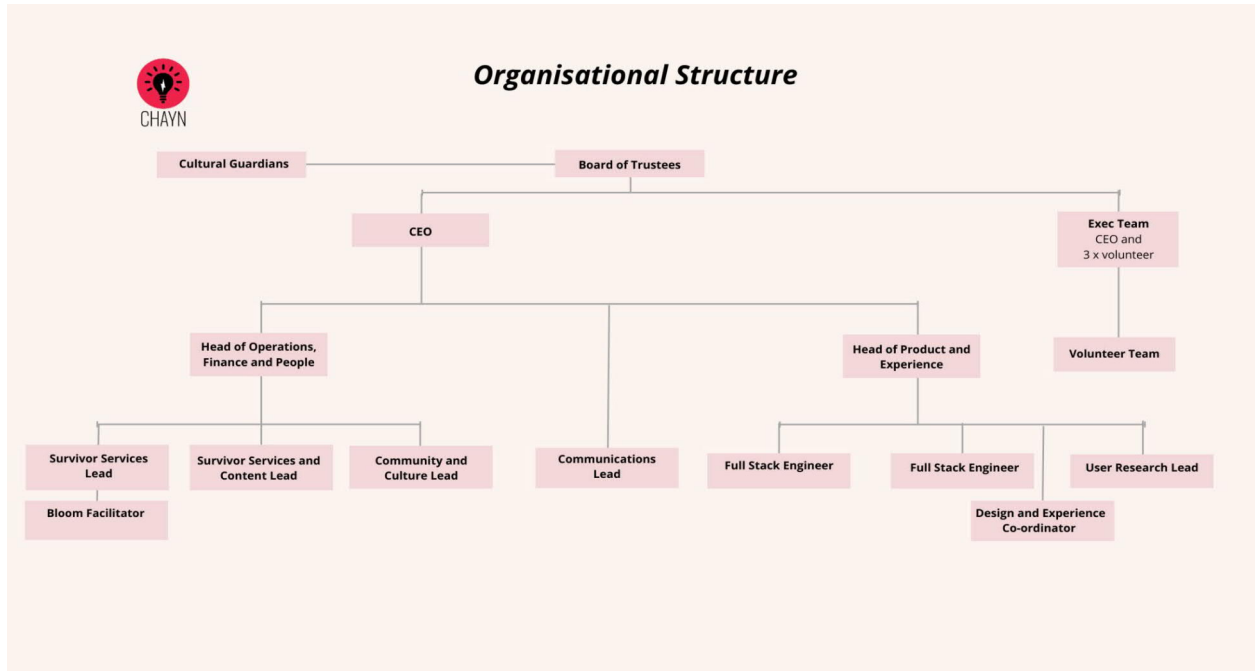 Organisational Structure
CHAYN
Cultural Guardians
Board of Trustees
CEO
Exec Team
CEO and
3 x volunteer
Head of Operations,
Finance and People
Head of Product and
Experience
Volunteer Team
Survivor Services
Lead
Survivor Services and
Content Lead
Community and
Culture Lead
Communications
Lead
Full Stack Engineer
Full Stack Engineer
User Research Lead
Bloom Facilitator
Design and Experience
Co-ordinator